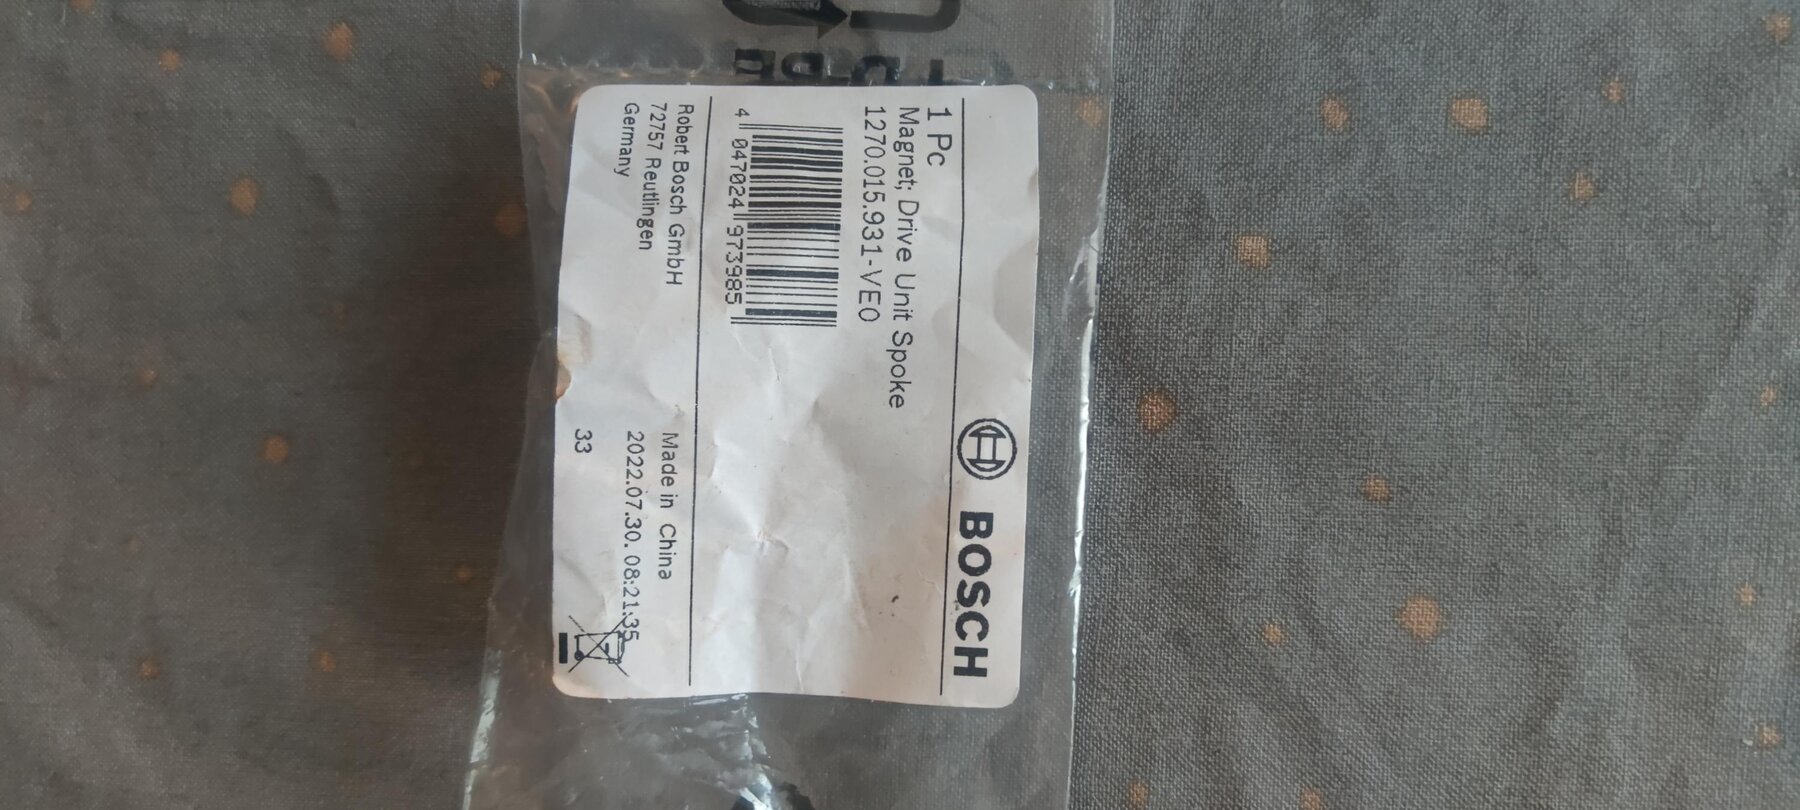 BOSCH
1 Pc
Magnet; Drive Unit Spoke
1270.015.931-VE0
4 047024 973985
Robert Bosch GmbH
72757 Reutlingen
Germany
Made in China
2022.07.30. 08:21:35
33